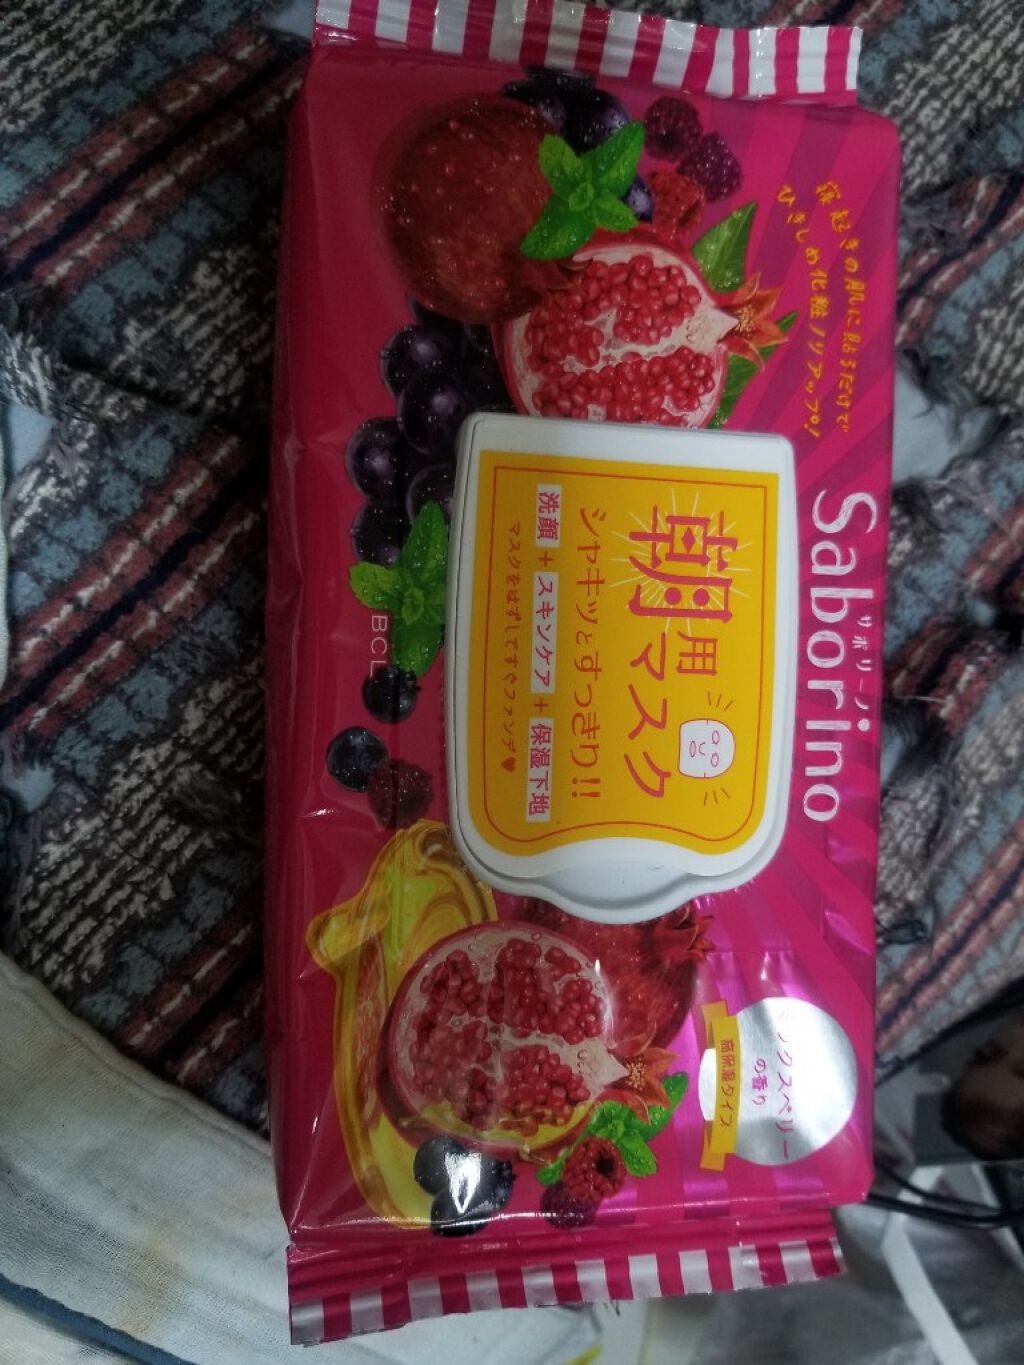 寝起きの肌に貼るだけで
ひきしめ化粧ノリアップ!
Saborino
サボリーノ
朝用マスク
シャキッとすっきり!!
洗顔+スキンケア+保湿下地
マスクをはずしてすぐファンデ♥
ックスベリー
の香り
高保湿タイプ
BCL